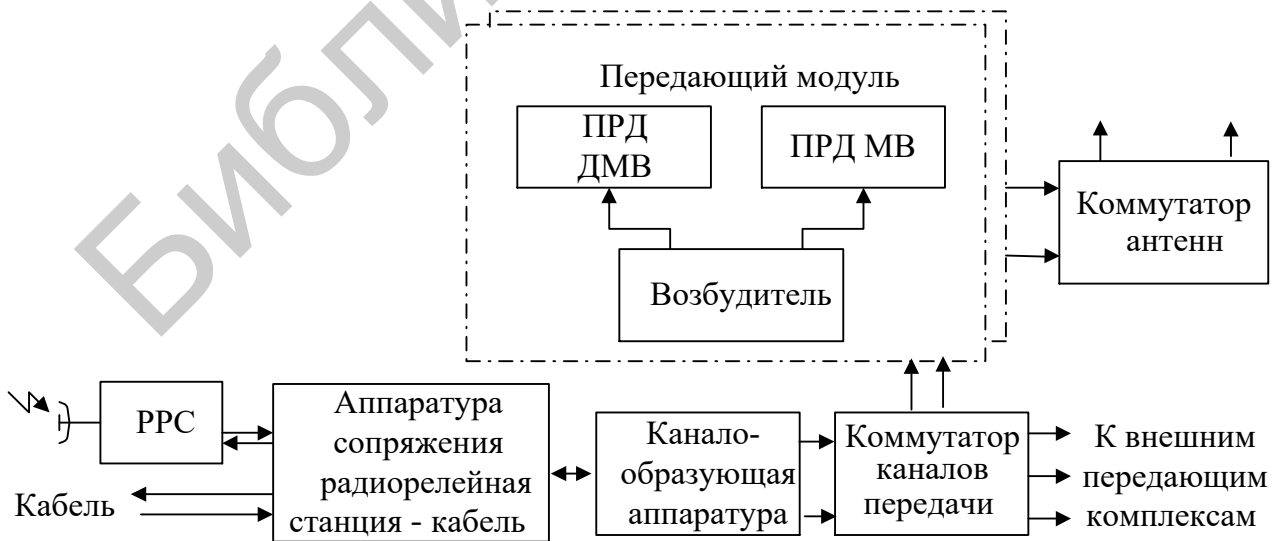 Библи
Передающий модуль
ПРД
ДМВ
ПРД МВ
Возбудитель
Коммутатор
антенн
РРС
Кабель
Аппаратура
сопряжения
радиорелейная
станция - кабель
Канало-
образующая
аппаратура
Коммутатор
каналов
передачи
К внешним
передающим
комплексам